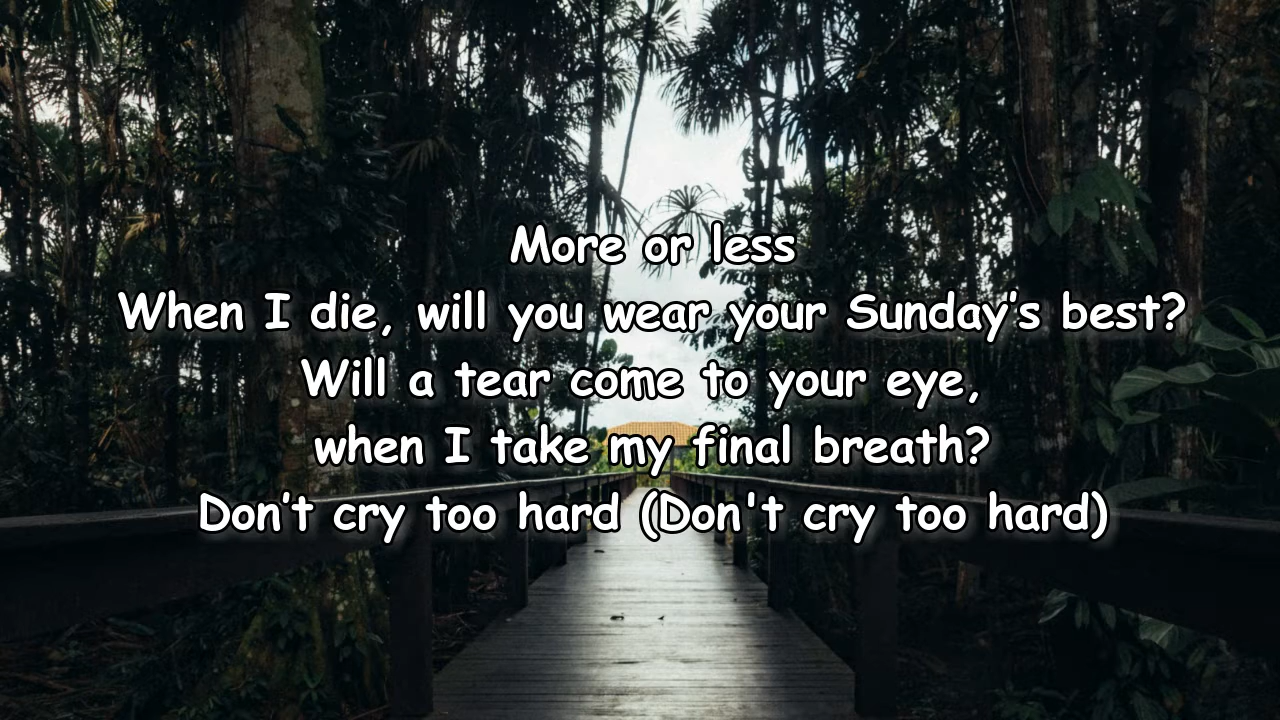 More or less
When I die, will you wear your Sunday's best?
Will a tear come to your eye,
when I take my final breath?
Don't cry too hard (Don't cry too hard)